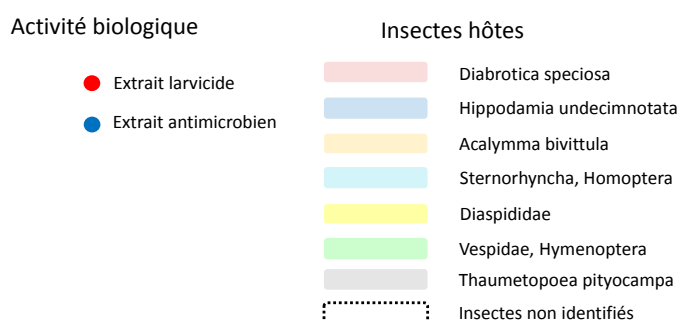 Activité biologique
Extrait larvicide
Extrait antimicrobien
Insectes hôtes
Diabrotica speciosa
Hippodamia undecimnotata
Acalymma bivittula
Sternorhyncha, Homoptera
Diaspididae
Vespidae, Hymenoptera
Thaumetopoea pityocampa
Insectes non identifiés